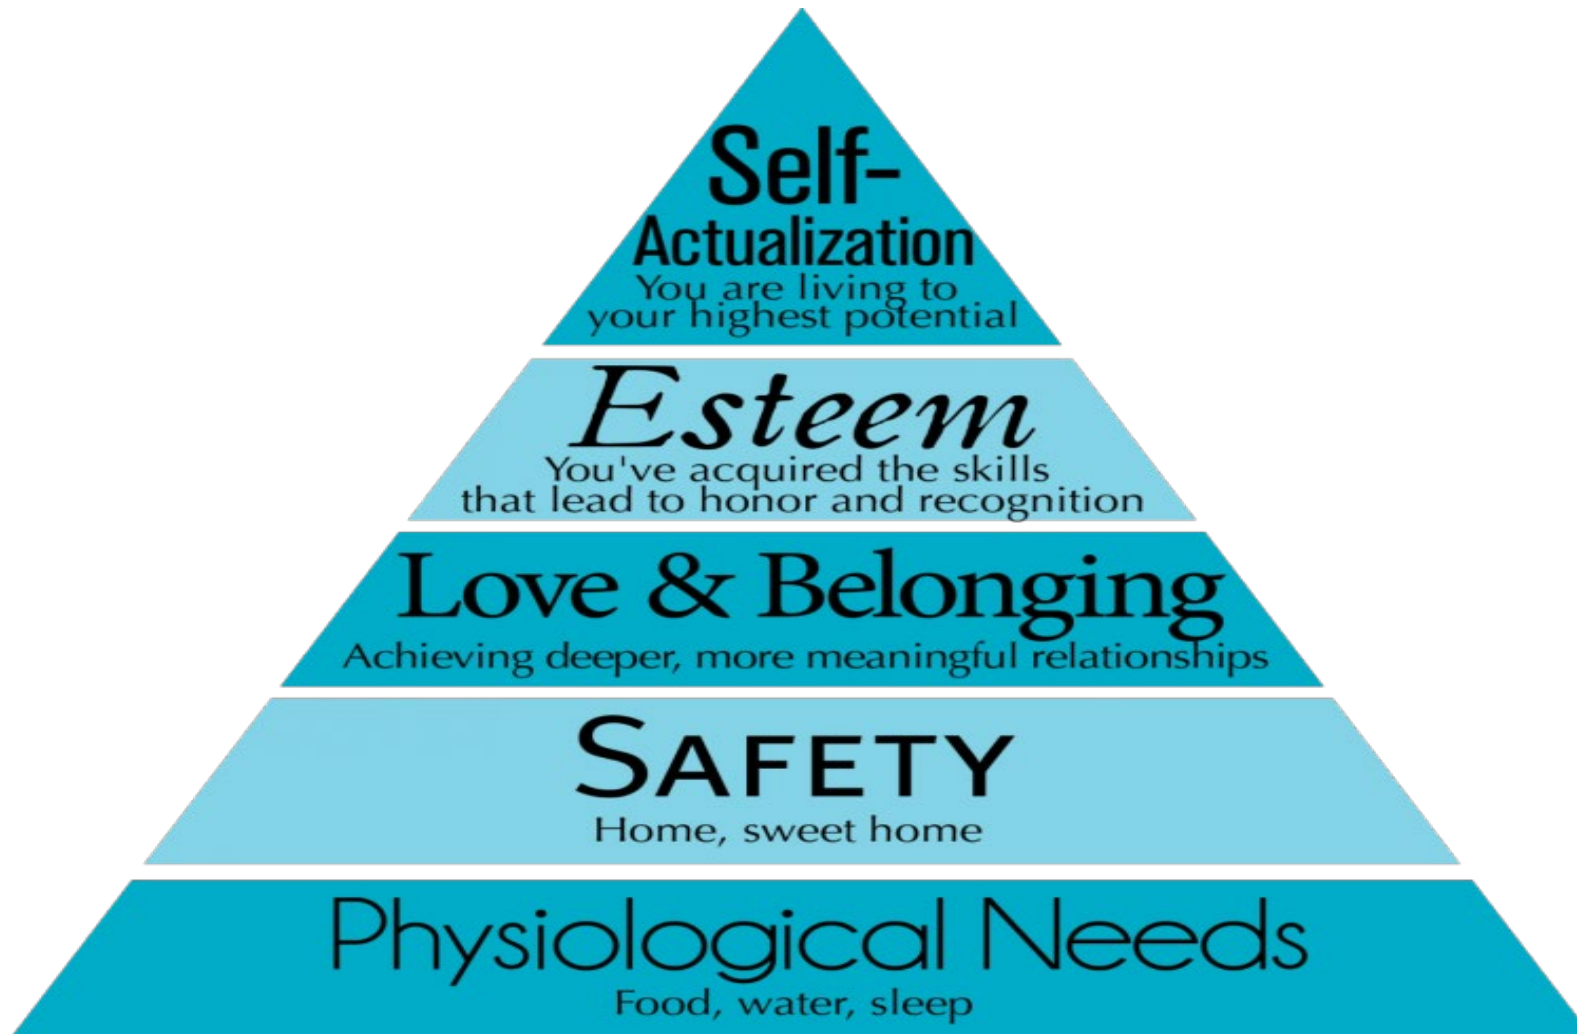 Self-
Actualization
You are living to
your highest potential
Esteem
You've acquired the skills
that lead to honor and recognition
Love & Belonging
Achieving deeper, more meaningful relationships
SAFETY
Home, sweet home
Physiological Needs
Food, water, sleep